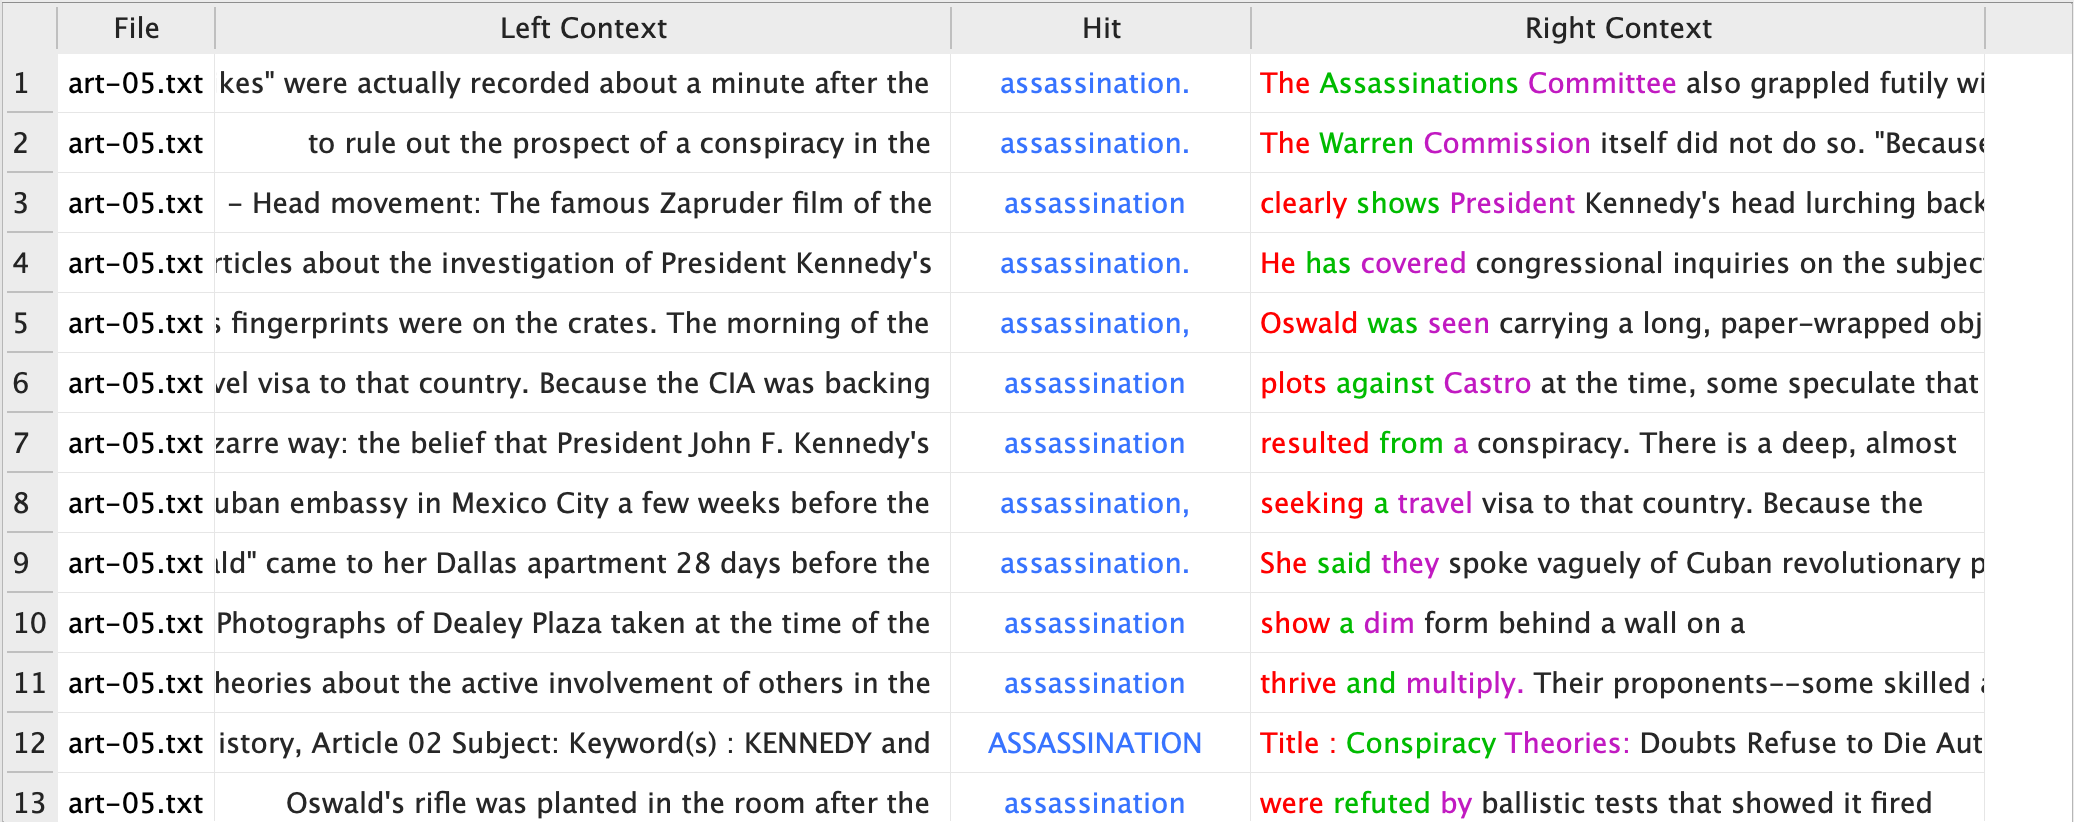 File Left Context Hit Right Context
1 art-05.txt kes" were actually recorded about a minute after the assassination. The Assassinations Committee also grappled futily wi
2 art-05.txt to rule out the prospect of a conspiracy in the assassination. The Warren Commission itself did not do so. "Because
3 art-05.txt – Head movement: The famous Zapruder film of the assassination clearly shows President Kennedy's head lurching back
4 art-05.txt rticles about the investigation of President Kennedy's assassination. He has covered congressional inquiries on the subjec
5 art-05.txt s fingerprints were on the crates. The morning of the assassination, Oswald was seen carrying a long, paper-wrapped obj
6 art-05.txt vel visa to that country. Because the CIA was backing assassination plots against Castro at the time, some speculate that
7 art-05.txt zarre way: the belief that President John F. Kennedy's assassination resulted from a conspiracy. There is a deep, almost
8 art-05.txt uban embassy in Mexico City a few weeks before the assassination, seeking a travel visa to that country. Because the
9 art-05.txt ald" came to her Dallas apartment 28 days before the assassination. She said they spoke vaguely of Cuban revolutionary p
10 art-05.txt Photographs of Dealey Plaza taken at the time of the assassination show a dim form behind a wall on a
11 art-05.txt heories about the active involvement of others in the assassination thrive and multiply. Their proponents--some skilled a
12 art-05.txt istory, Article 02 Subject: Keyword(s) : KENNEDY and ASSASSINATION Title : Conspiracy Theories: Doubts Refuse to Die Aut
13 art-05.txt Oswald's rifle was planted in the room after the assassination were refuted by ballistic tests that showed it fired